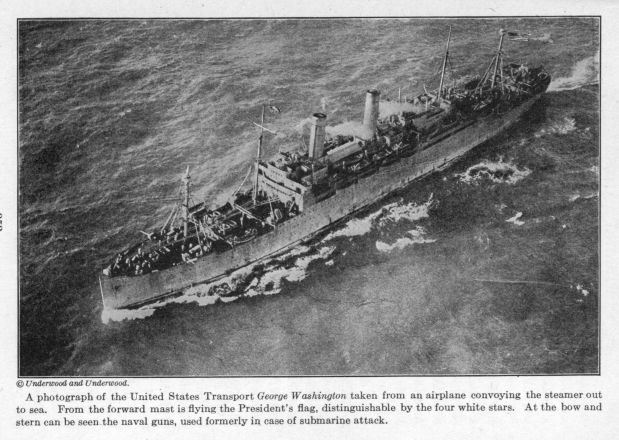 © Underwood and Underwood.
A photograph of the United States Transport George Washington taken from an airplane convoying the steamer out
to sea. From the forward mast is flying the President's flag, distinguishable by the four white stars. At the bow and
stern can be seen the naval guns, used formerly in case of submarine attack.